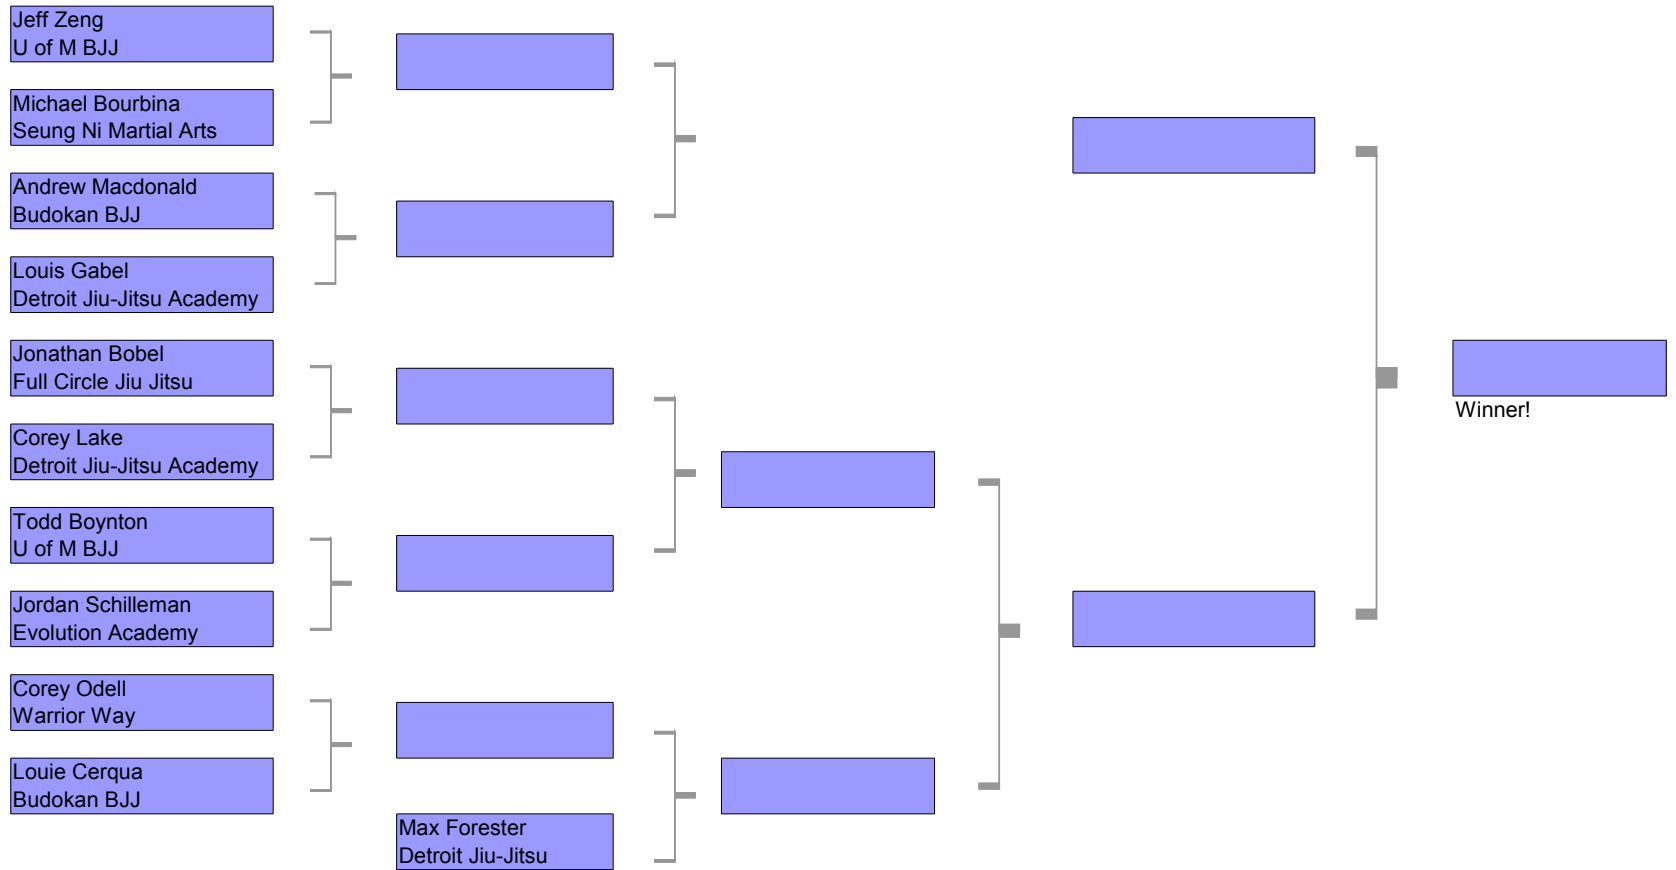 Jeff Zeng
U of M BJJ
Michael Bourbina
Seung Ni Martial Arts
Andrew Macdonald
Budokan BJJ
Louis Gabel
Detroit Jiu-Jitsu Academy
Jonathan Bobel
Full Circle Jiu Jitsu
Corey Lake
Detroit Jiu-Jitsu Academy
Todd Boynton
U of M BJJ
Jordan Schilleman
Evolution Academy
Corey Odell
Warrior Way
Louie Cerqua
Budokan BJJ
Max Forester
Detroit Jiu-Jitsu
Winner!